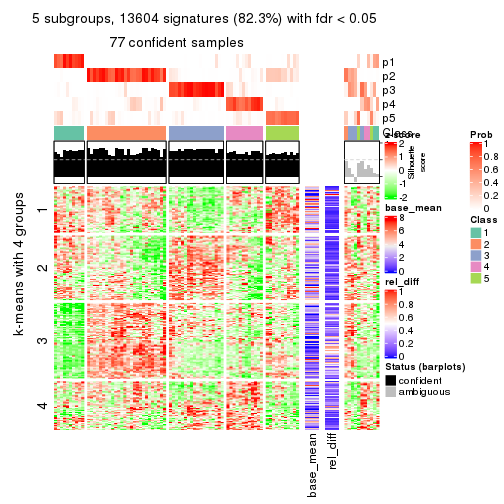 5 subgroups, 13604 signatures (82.3%) with fdr < 0.05
77 confident samples
p1
p2
p3
p4
p5
Class
z-score
2
1
0
-1
-2
Silhouette
score
base_mean
8
6
4
2
0
rel_diff
1
0.8
0.6
0.4
0.2
0
Status (barplots)
confident
ambiguous
Prob
1
0.8
0.6
0.4
0.2
0
Class
1
2
3
4
5
k-means with 4 groups
1
2
3
4
base_mean
rel_diff